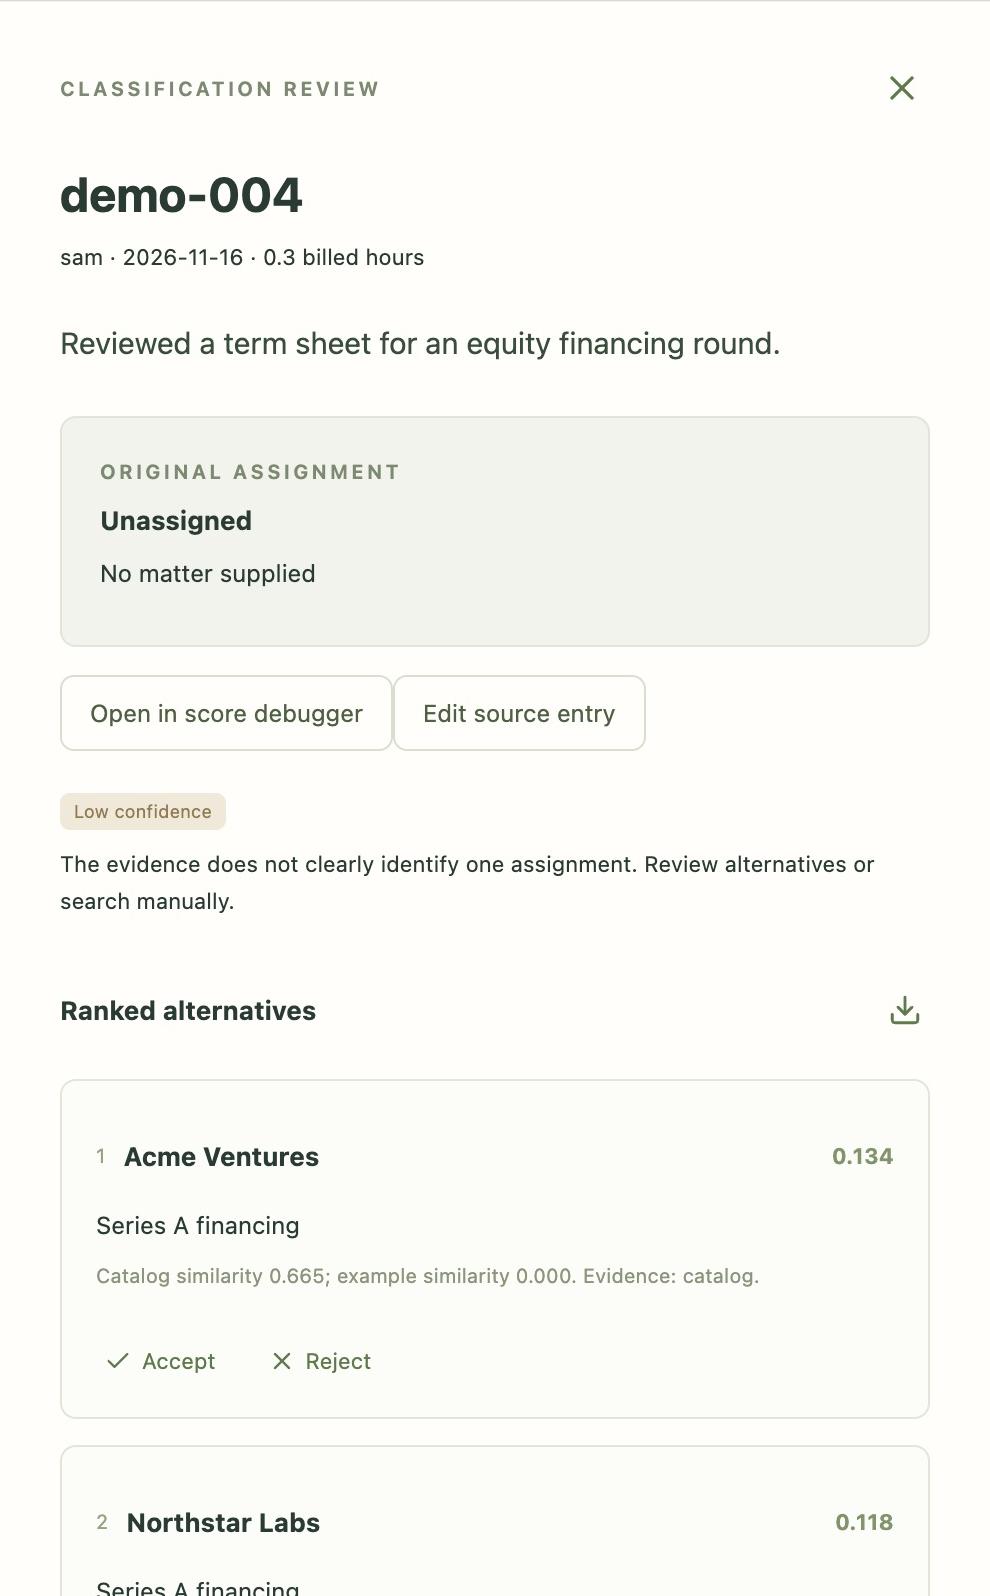 CLASSIFICATION REVIEW
demo-004
sam · 2026-11-16 · 0.3 billed hours
Reviewed a term sheet for an equity financing round.
ORIGINAL ASSIGNMENT
Unassigned
No matter supplied
Open in score debugger
Edit source entry
Low confidence
The evidence does not clearly identify one assignment. Review alternatives or
search manually.
Ranked alternatives
1 Acme Ventures 0.134
Series A financing
Catalog similarity 0.665; example similarity 0.000. Evidence: catalog.
Accept Reject
2 Northstar Labs 0.118
Series A financing